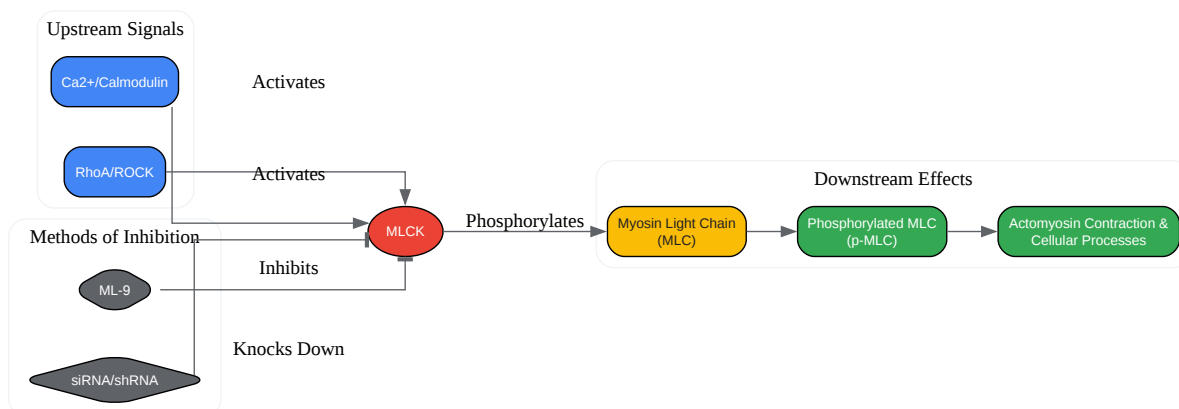 Upstream Signals
Ca2+/Calmodulin
Activates
RhoA/ROCK
Activates
Methods of Inhibition
ML-9
Inhibits
siRNA/shRNA
Knocks Down
MLCK
Phosphorylates
Downstream Effects
Myosin Light Chain
(MLC)
Phosphorylated MLC
(p-MLC)
Actomyosin Contraction &
Cellular Processes